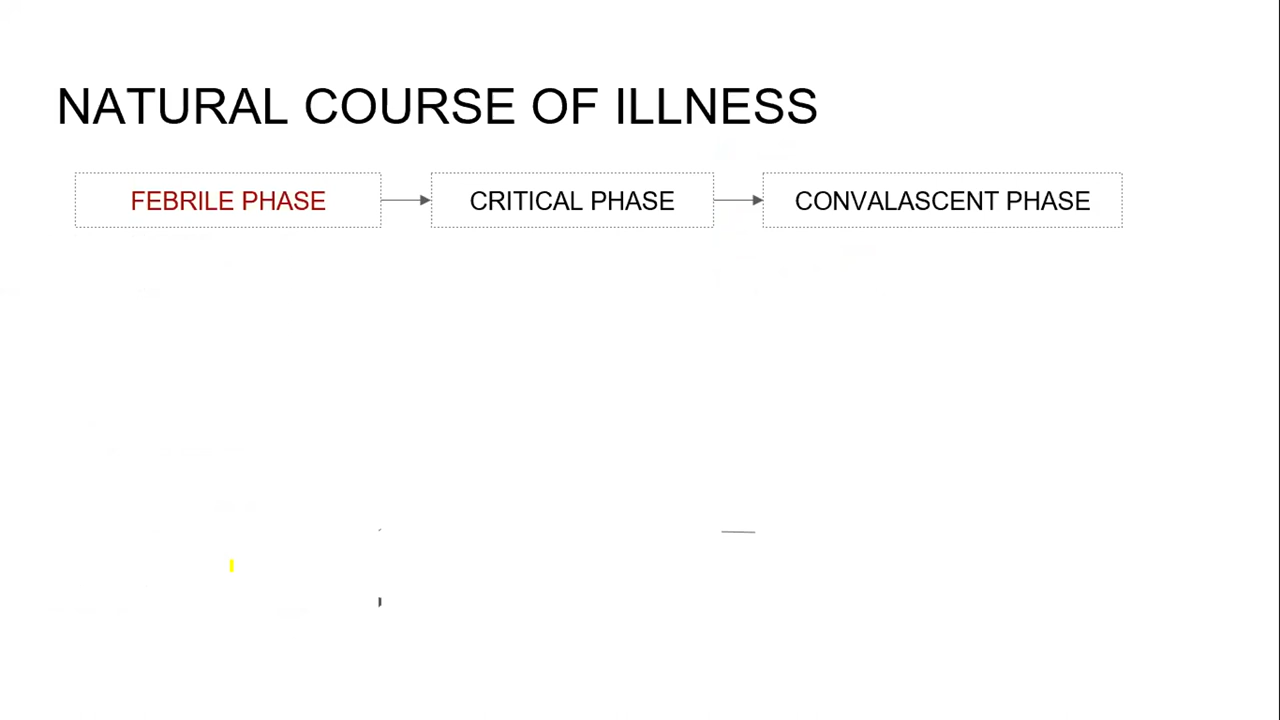 NATURAL COURSE OF ILLNESS
FEBRILE PHASE
CRITICAL PHASE
CONVALASCENT PHASE